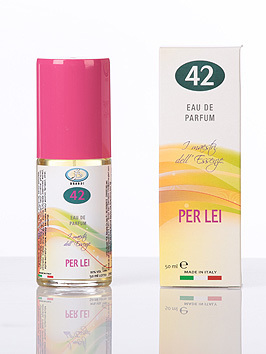 42
EAU DE
PARFUM
I maestri
dell'Essenze
PER LEI
42
EAU DE
PARFUM
I maestri
dell'Essenze
PER LEI
50 ml e
MADE IN ITALY